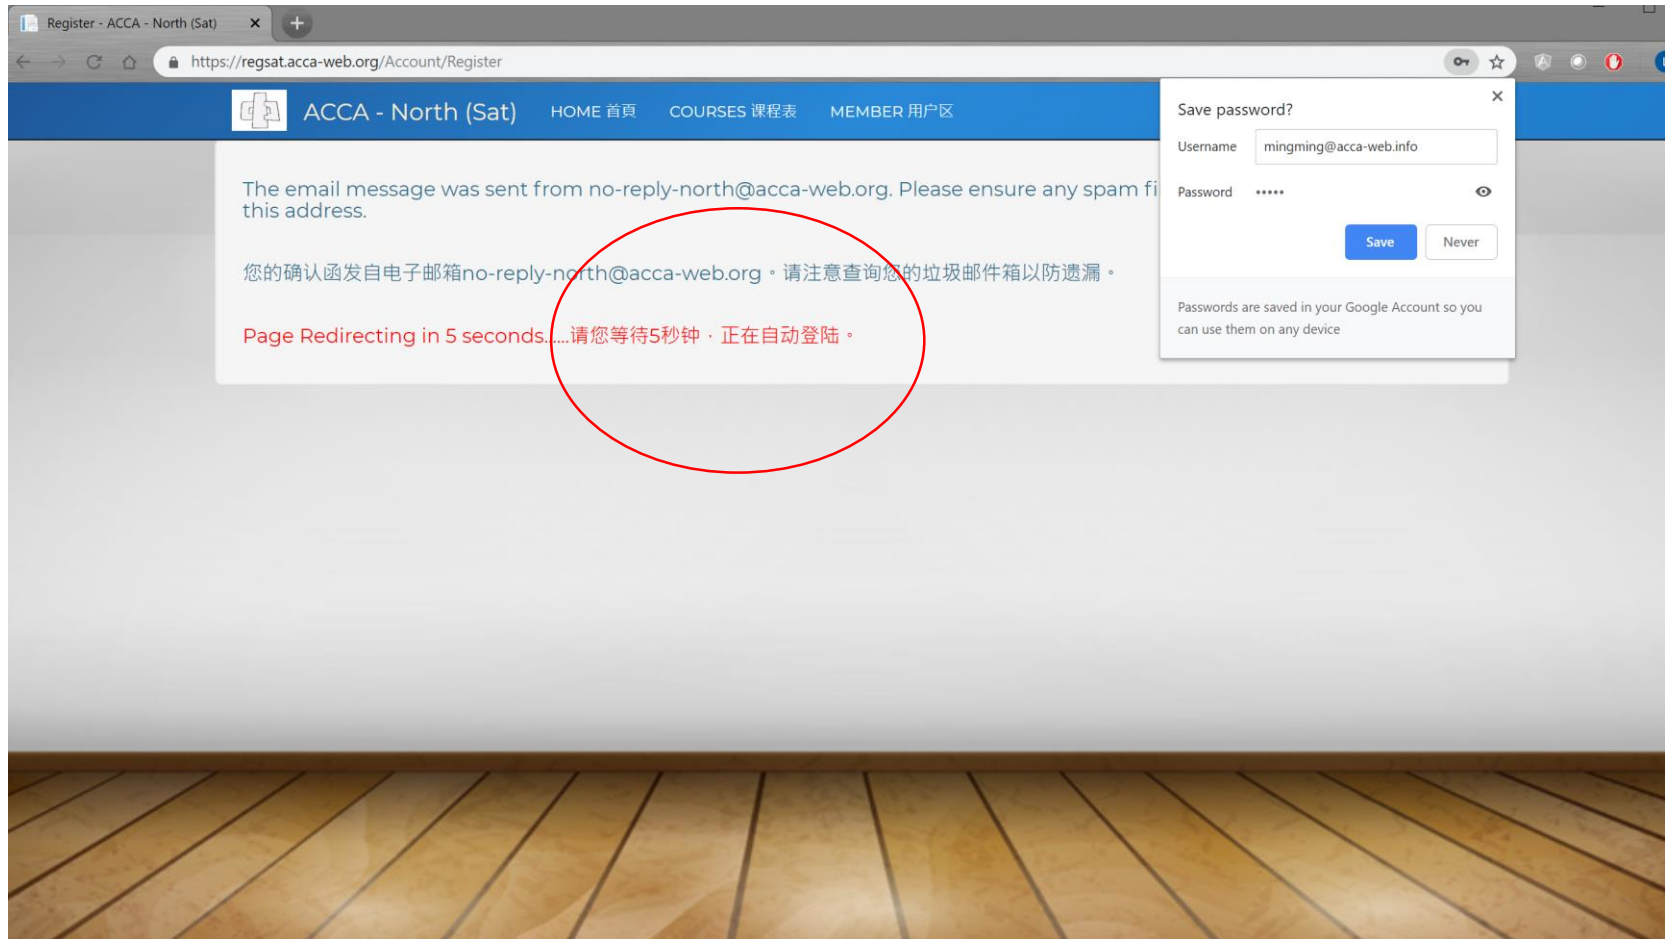 Register - ACCA - North (Sat)
https://regsat.acca-web.org/Account/Register
ACCA - North (Sat) HOME 首頁 COURSES 课程表 MEMBER 用户区
The email message was sent from no-reply-north@acca-web.org. Please ensure any spam fi
this address.
您的确认函发自电子邮箱no-reply-north@acca-web.org。请注意查询您的垃圾邮件箱以防遗漏。
Page Redirecting in 5 seconds......请您等待5秒钟，正在自动登陆。
Save password?
Username mingming@acca-web.info
Password •••••
Save Never
Passwords are saved in your Google Account so you
can use them on any device